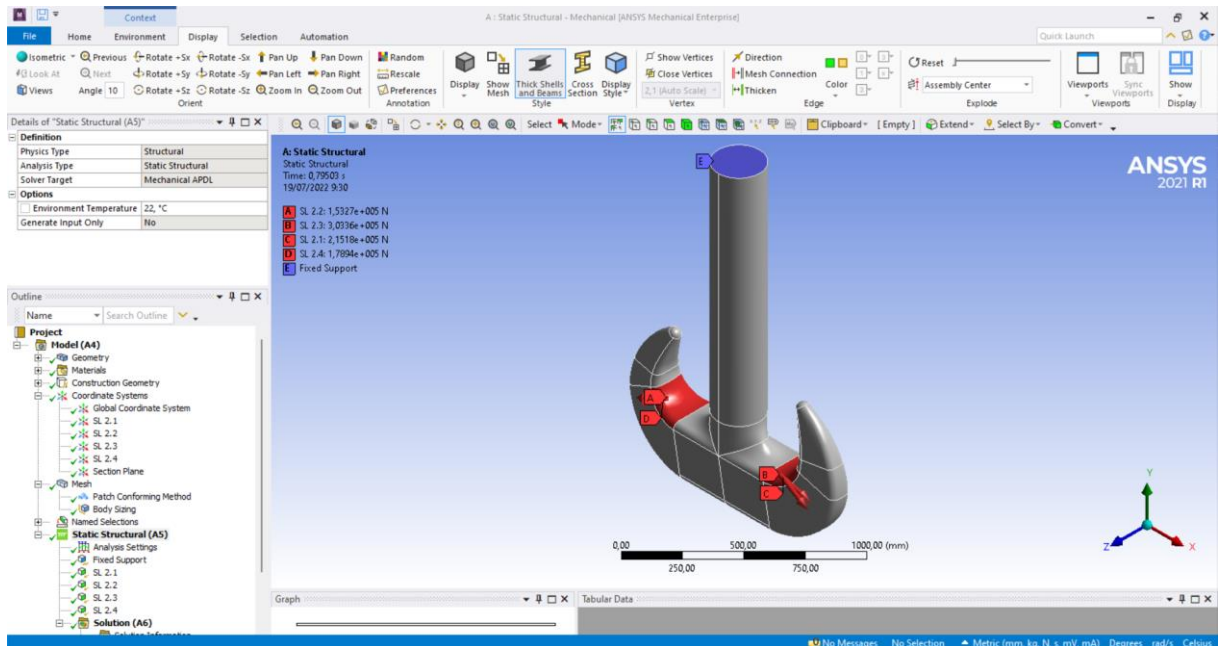 Context
A : Static Structural - Mechanical [ANSYS Mechanical Enterprise]
File Home Environment Display Selection Automation
Quick Launch
Isometric Previous Rotate +Sx Rotate -Sx Pan Up Pan Down
Look At Next Rotate +Sy Rotate -Sy Pan Left Pan Right
Views Angle 10 Rotate +Sz Rotate -Sz Zoom In Zoom Out
Orient
Random
Rescale
Preferences
Annotation
Display
Show Mesh
Thick Shells and Beams
Cross Section
Display Style
Style
Show Vertices
Close Vertices
2,1 (Auto Scale)
Vertex
Direction
Mesh Connection
Thicken
Color
Edge
Reset
Assembly Center
Explode
Viewports
Sync Viewports
Viewports
Show
Display
Details of "Static Structural (A5)"
Select Mode Clipboard [ Empty ] Extend Select By Convert
Definition
Physics Type Structural
Analysis Type Static Structural
Solver Target Mechanical APDL
Options
Environment Temperature 22, °C
Generate Input Only No
Outline
Name Search Outline
Project
Model (A4)
Geometry
Materials
Construction Geometry
Coordinate Systems
Global Coordinate System
SL 2.1
SL 2.2
SL 2.3
SL 2.4
Section Plane
Mesh
Patch Conforming Method
Body Sizing
Named Selections
Static Structural (A5)
Analysis Settings
Fixed Support
SL 2.1
SL 2.2
SL 2.3
SL 2.4
Solution (A6)
A: Static Structural
Static Structural
Time: 0,79503 s
19/07/2022 9:30
A SL 2.2: 1,5327e+005 N
B SL 2.3: 3,0336e+005 N
C SL 2.1: 2,1518e+005 N
D SL 2.4: 1,7894e+005 N
E Fixed Support
ANSYS
2021 R1
E
A
D
B
C
0,00 500,00 1000,00 (mm)
250,00 750,00
Y
Z X
Graph
Tabular Data
No Messages No Selection Metric (mm, kg, N, s, mV, mA) Degrees rad/s Celsius